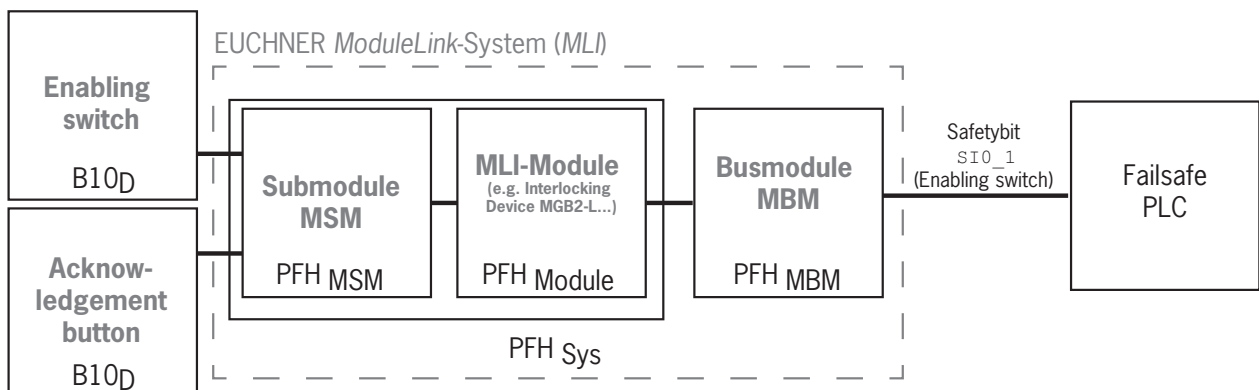 EUCHNER ModuleLink-System (MLI)
Enabling
switch
B10D
Acknow-
ledgement
button
B10D
Submodule
MSM
PFH MSM
MLI-Module
(e.g. Interlocking
Device MGB2-L...)
PFH Module
Busmodule
MBM
PFH MBM
PFH Sys
Safetybit
SI0_1
(Enabling switch)
Failsafe
PLC